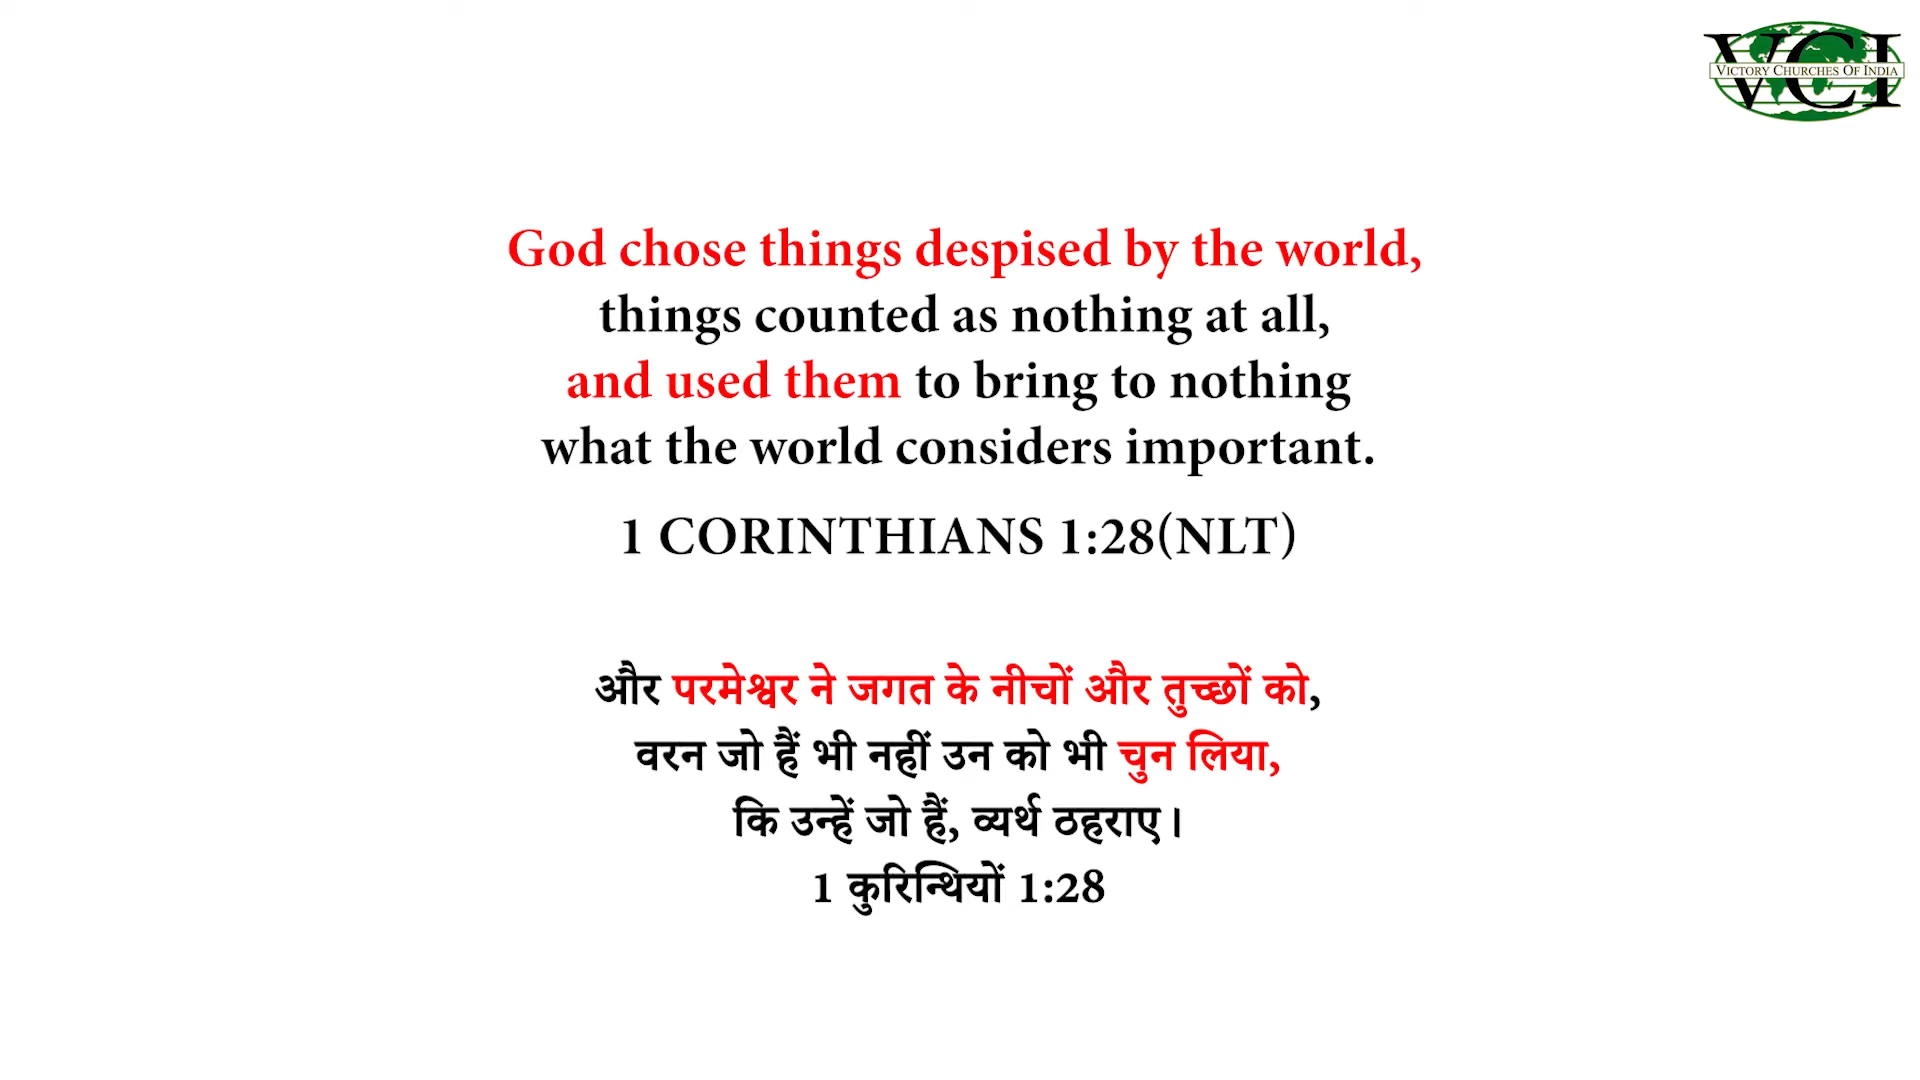 VCI
VICTORY CHURCHES OF INDIA
God chose things despised by the world,
things counted as nothing at all,
and used them to bring to nothing
what the world considers important.
1 CORINTHIANS 1:28(NLT)
और परमेश्वर ने जगत के नीचों और तुच्छों को,
वरन जो हैं भी नहीं उन को भी चुन लिया,
कि उन्हें जो हैं, व्यर्थ ठहराए।
1 कुरिन्थियों 1:28